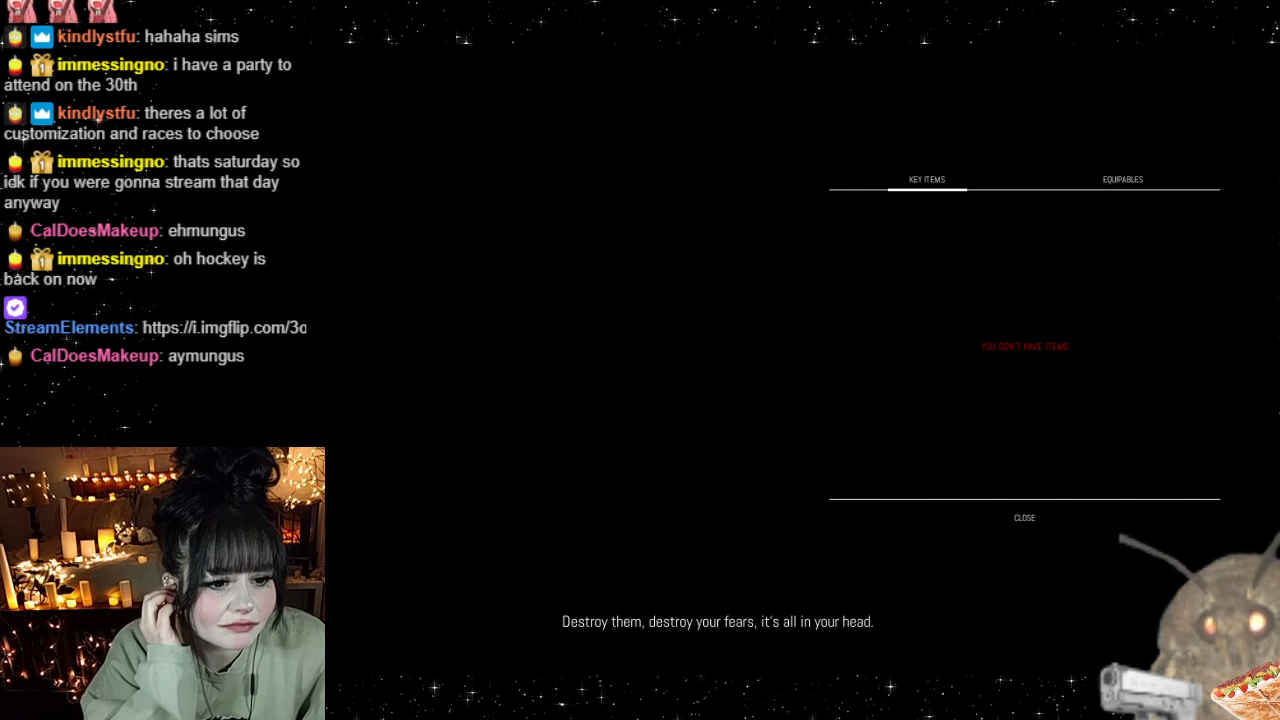 kindlystfu: hahaha sims
immessingno: i have a party to
attend on the 30th
kindlystfu: theres a lot of
customization and races to choose
immessingno: thats saturday so
idk if you were gonna stream that day
anyway
CalDoesMakeup: ehmungus
immessingno: oh hockey is
back on now
StreamElements: https://i.imgflip.com/3o
CalDoesMakeup: aymungus
KEY ITEMS
EQUIPABLES
YOU DON'T HAVE ITEMS
CLOSE
Destroy them, destroy your fears, it's all in your head.